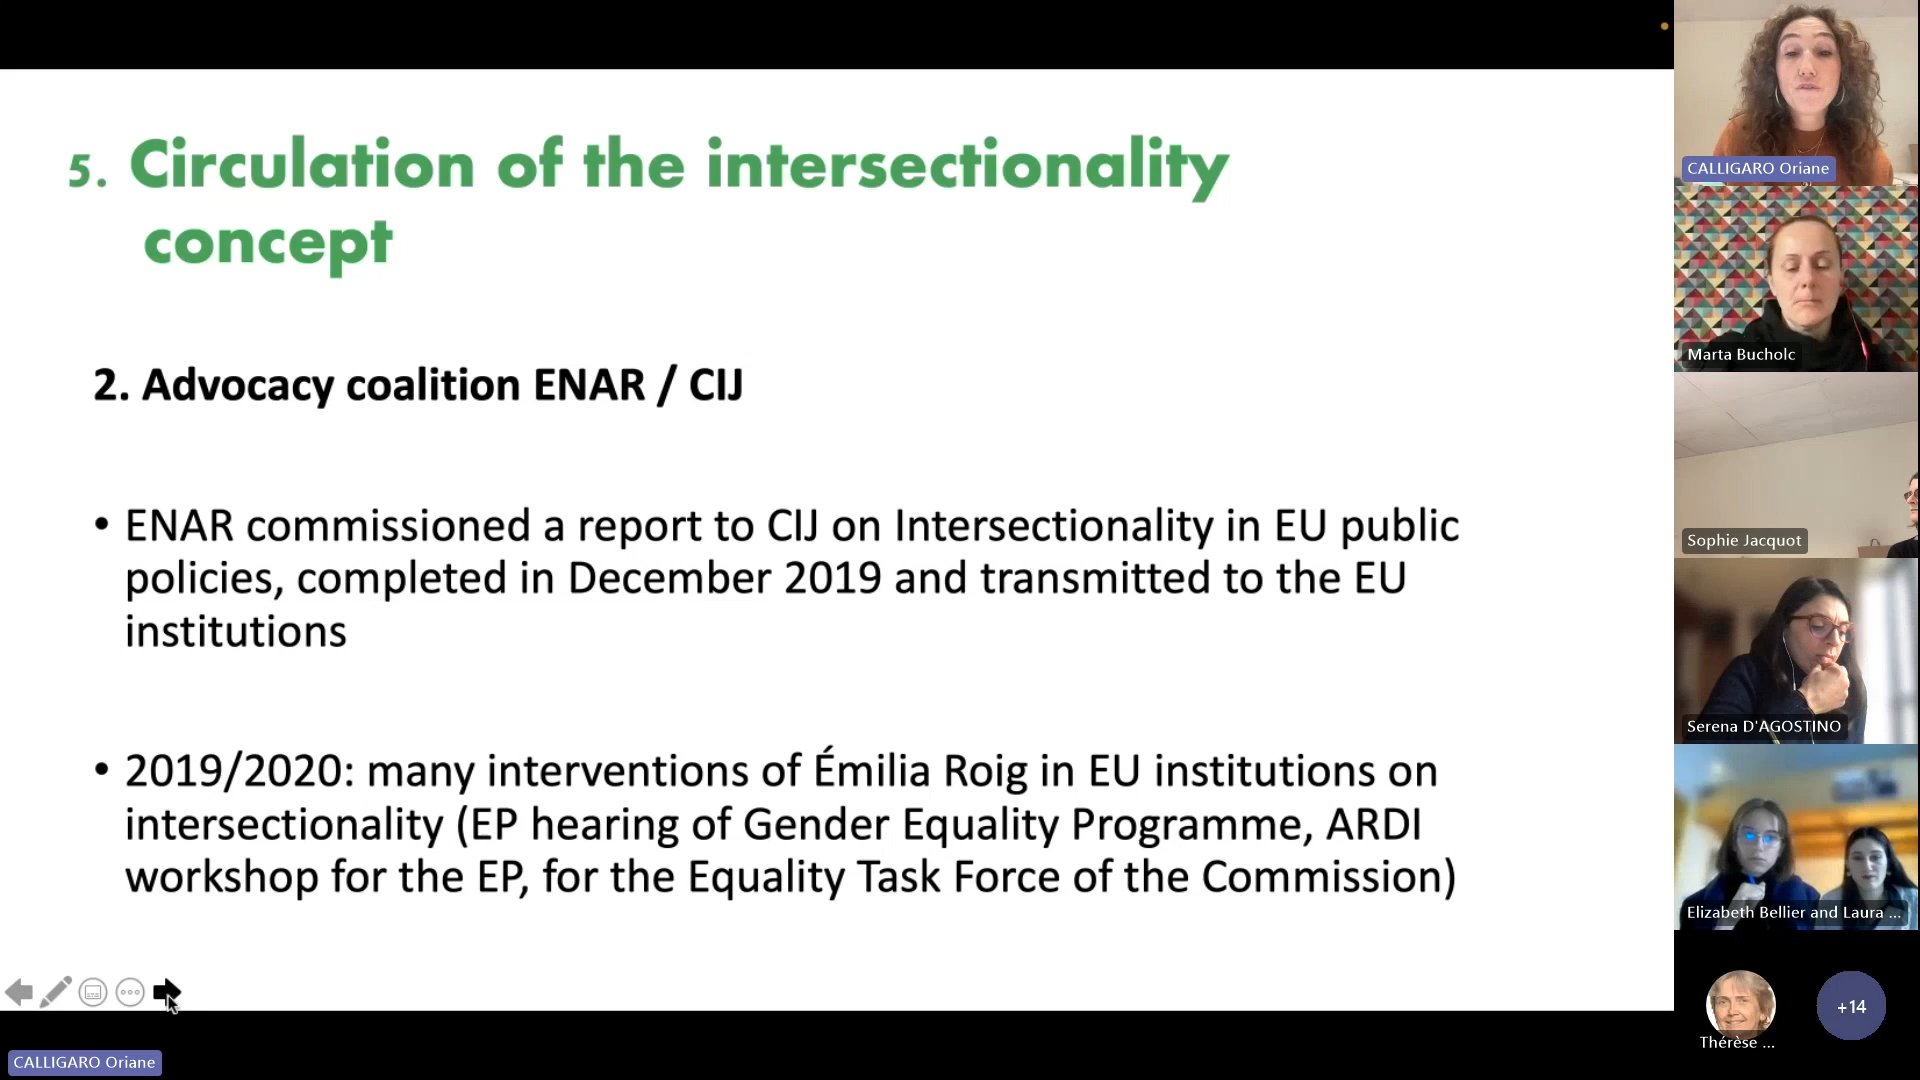 5. Circulation of the intersectionality
concept
2. Advocacy coalition ENAR / CIJ
• ENAR commissioned a report to CIJ on Intersectionality in EU public
policies, completed in December 2019 and transmitted to the EU
institutions
• 2019/2020: many interventions of Émilia Roig in EU institutions on
intersectionality (EP hearing of Gender Equality Programme, ARDI
workshop for the EP, for the Equality Task Force of the Commission)
CALLIGARO Oriane
CALLIGARO Oriane
Marta Bucholc
Sophie Jacquot
Serena D'AGOSTINO
Elizabeth Bellier and Laura ...
Thérèse ...
+14